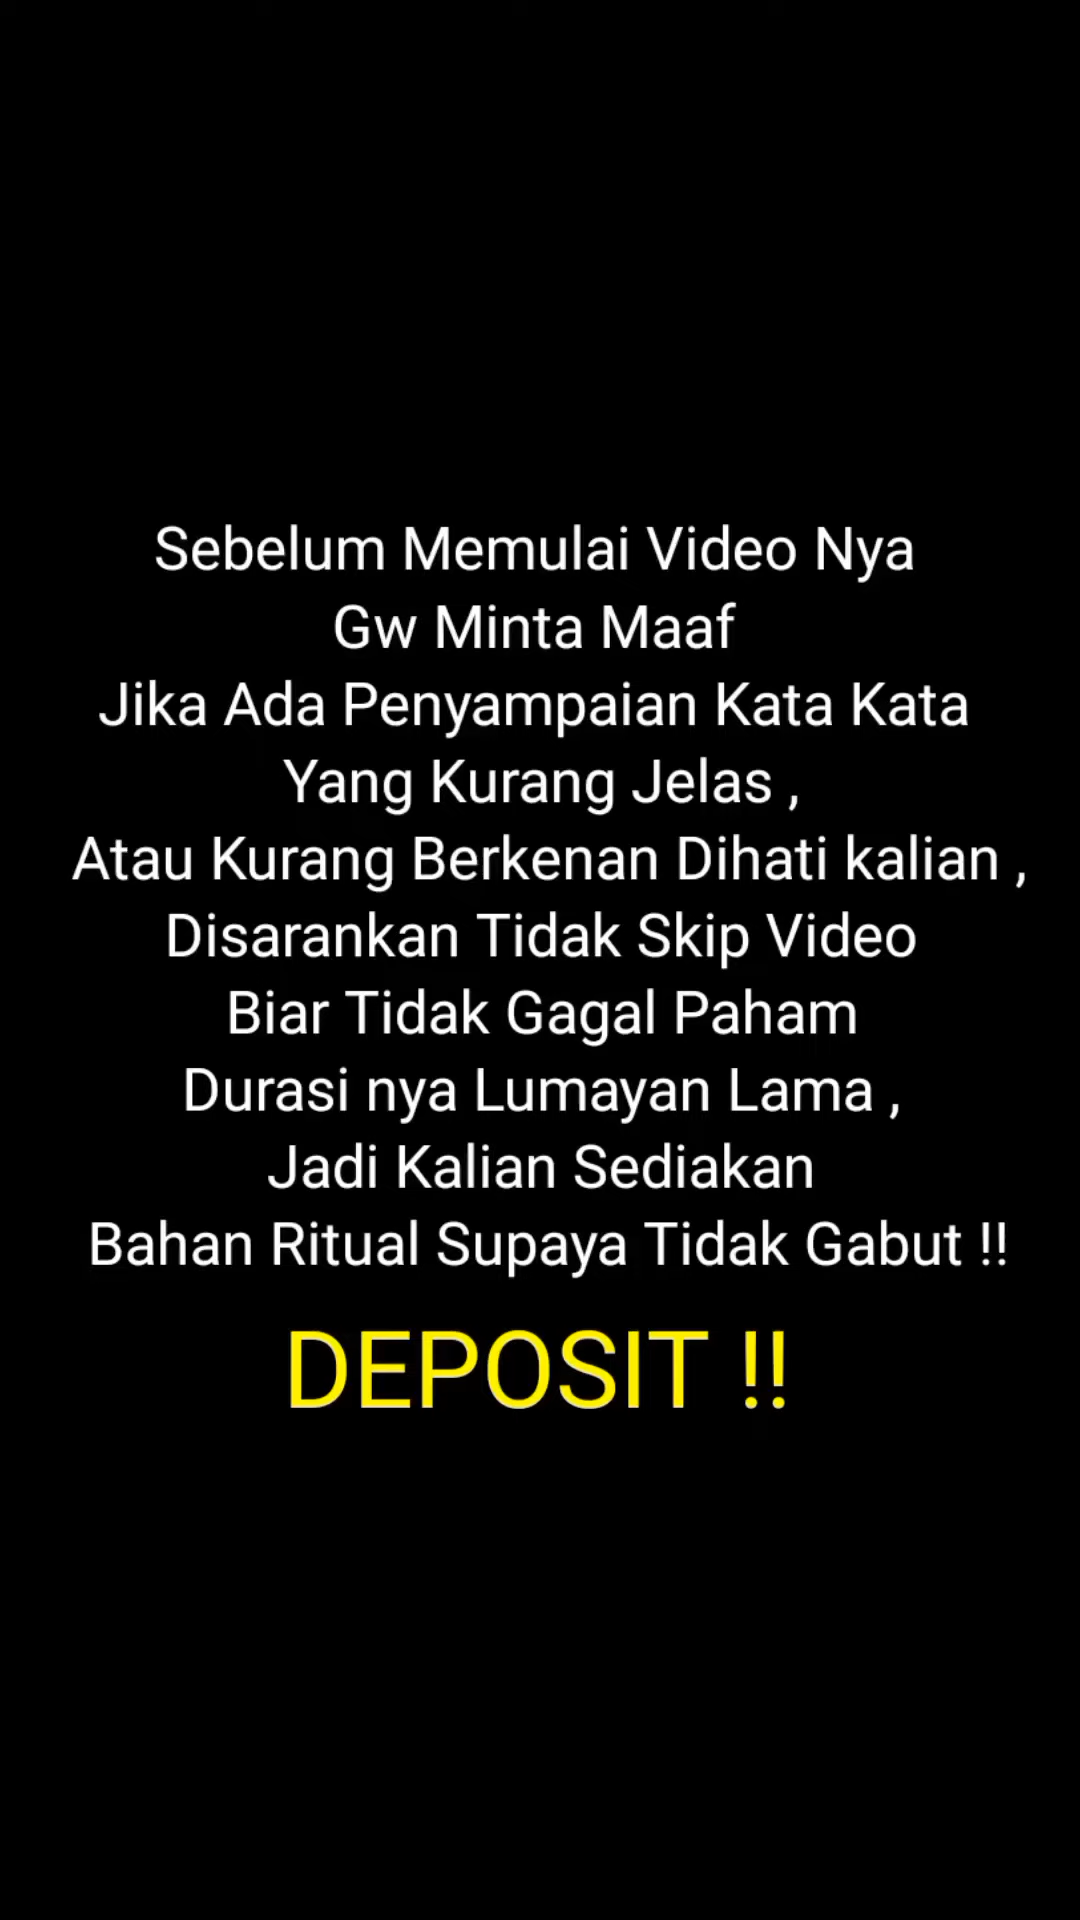 Sebelum Memulai Video Nya
Gw Minta Maaf
Jika Ada Penyampaian Kata Kata
Yang Kurang Jelas ,
Atau Kurang Berkenan Dihati kalian ,
Disarankan Tidak Skip Video
Biar Tidak Gagal Paham
Durasi nya Lumayan Lama ,
Jadi Kalian Sediakan
Bahan Ritual Supaya Tidak Gabut !!
DEPOSIT !!